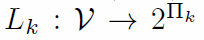 L_k : 𝒱 → 2^{Π_k}